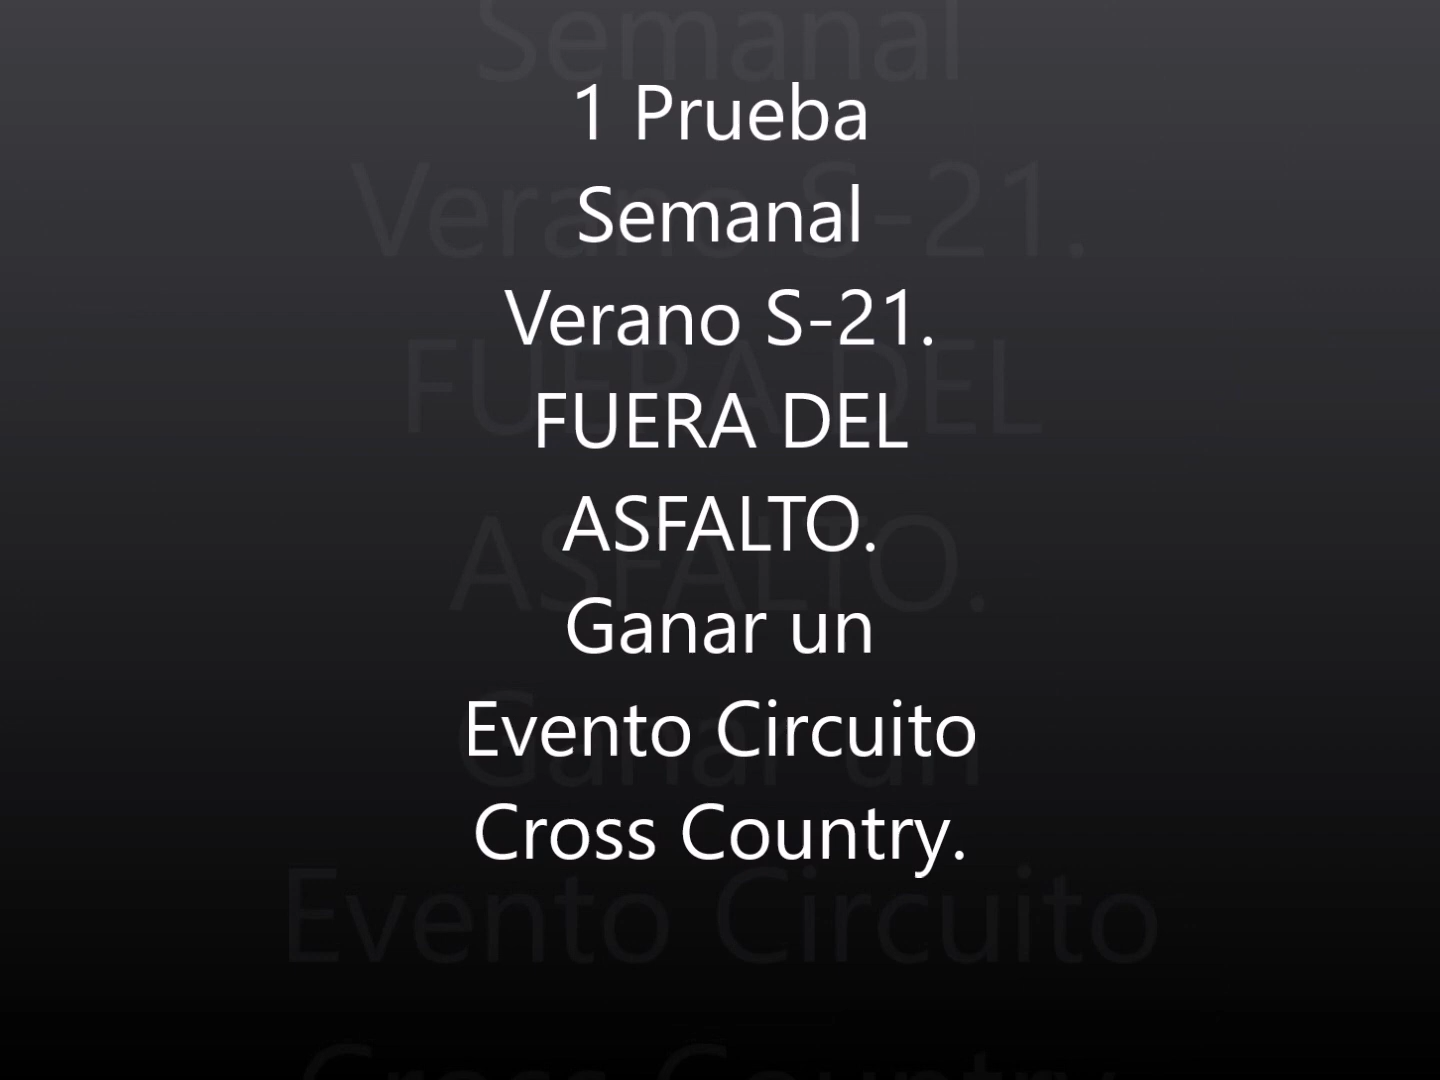 1 Prueba
Semanal
Verano S-21.
FUERA DEL
ASFALTO.
Ganar un
Evento Circuito
Cross Country.